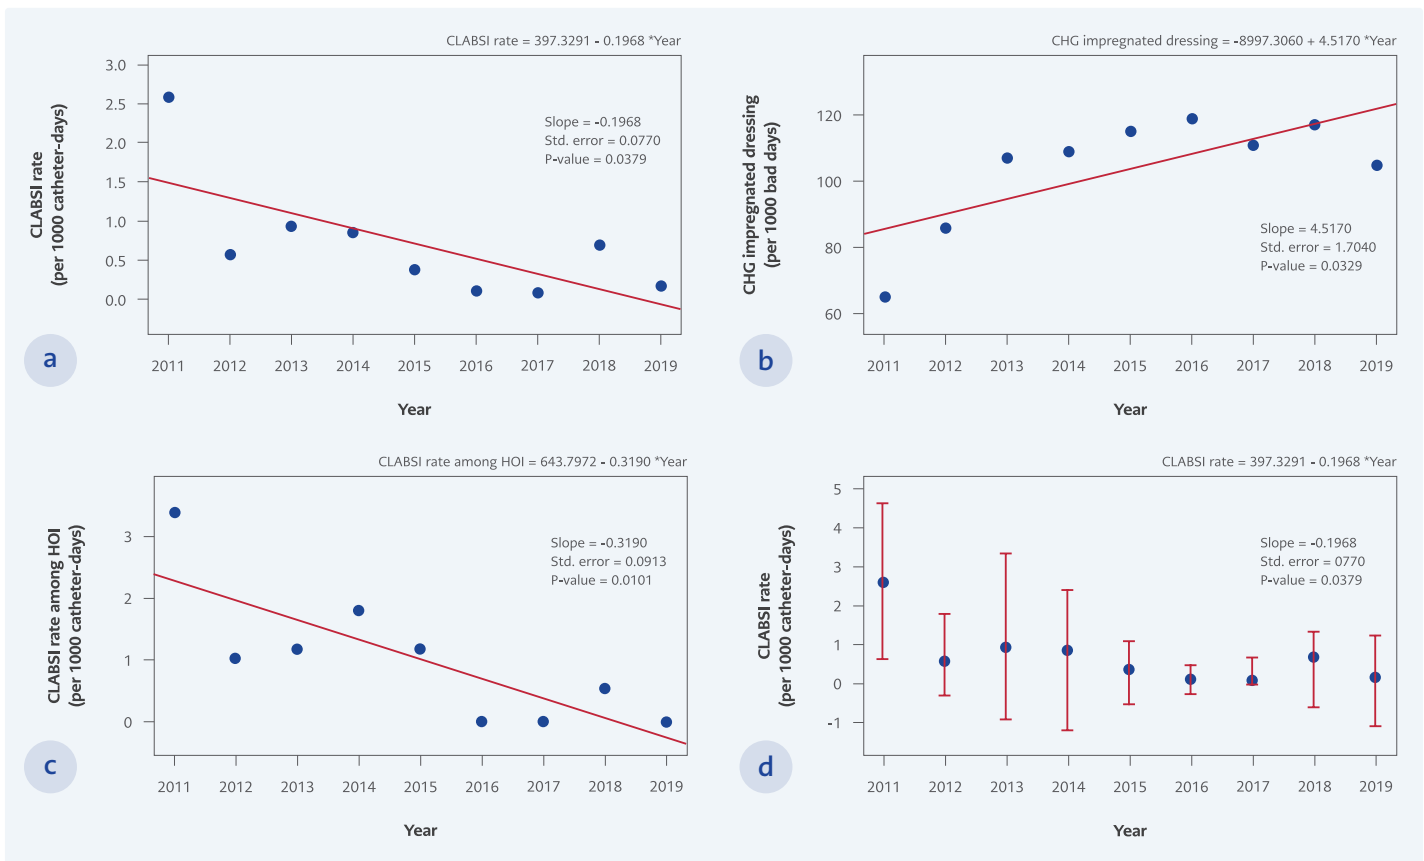 CLABSI rate = 397.3291 - 0.1968 *Year
CLABSI rate
(per 1000 catheter-days)
3.0
2.5
2.0
1.5
1.0
0.5
0.0
Slope = -0.1968
Std. error = 0.0770
P-value = 0.0379
a
2011 2012 2013 2014 2015 2016 2017 2018 2019
Year
CHG impregnated dressing = -8997.3060 + 4.5170 *Year
CHG impregnated dressing
(per 1000 bad days)
120
100
80
60
Slope = 4.5170
Std. error = 1.7040
P-value = 0.0329
b
2011 2012 2013 2014 2015 2016 2017 2018 2019
Year
CLABSI rate among HOI = 643.7972 - 0.3190 *Year
CLABSI rate among HOI
(per 1000 catheter-days)
3
2
1
0
Slope = -0.3190
Std. error = 0.0913
P-value = 0.0101
c
2011 2012 2013 2014 2015 2016 2017 2018 2019
Year
CLABSI rate = 397.3291 - 0.1968 *Year
CLABSI rate
(per 1000 catheter-days)
5
4
3
2
1
0
-1
Slope = -0.1968
Std. error = 0770
P-value = 0.0379
d
2011 2012 2013 2014 2015 2016 2017 2018 2019
Year